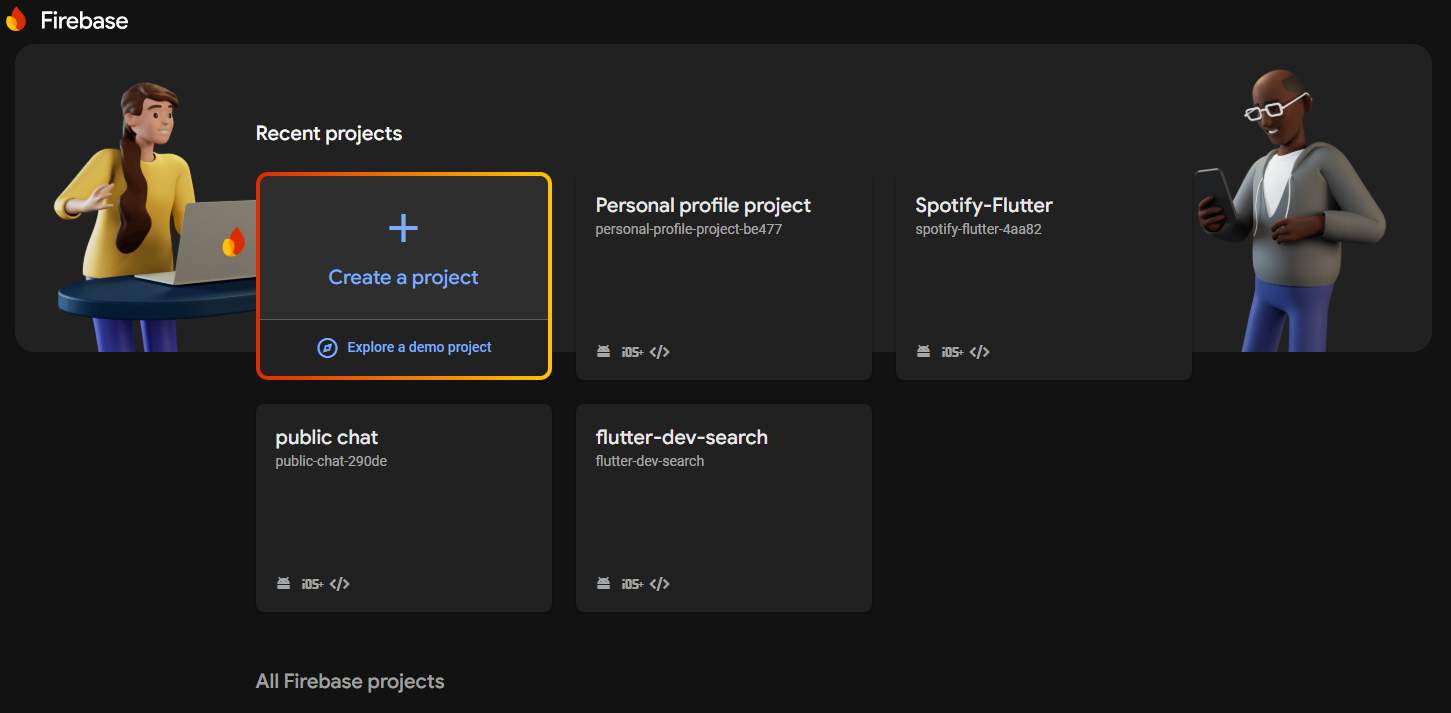 Firebase
Recent projects
Create a project
Explore a demo project
Personal profile project
personal-profile-project-be477
iOS+ </>
Spotify-Flutter
spotify-flutter-4aa82
iOS+ </>
public chat
public-chat-290de
iOS+ </>
flutter-dev-search
flutter-dev-search
iOS+ </>
All Firebase projects